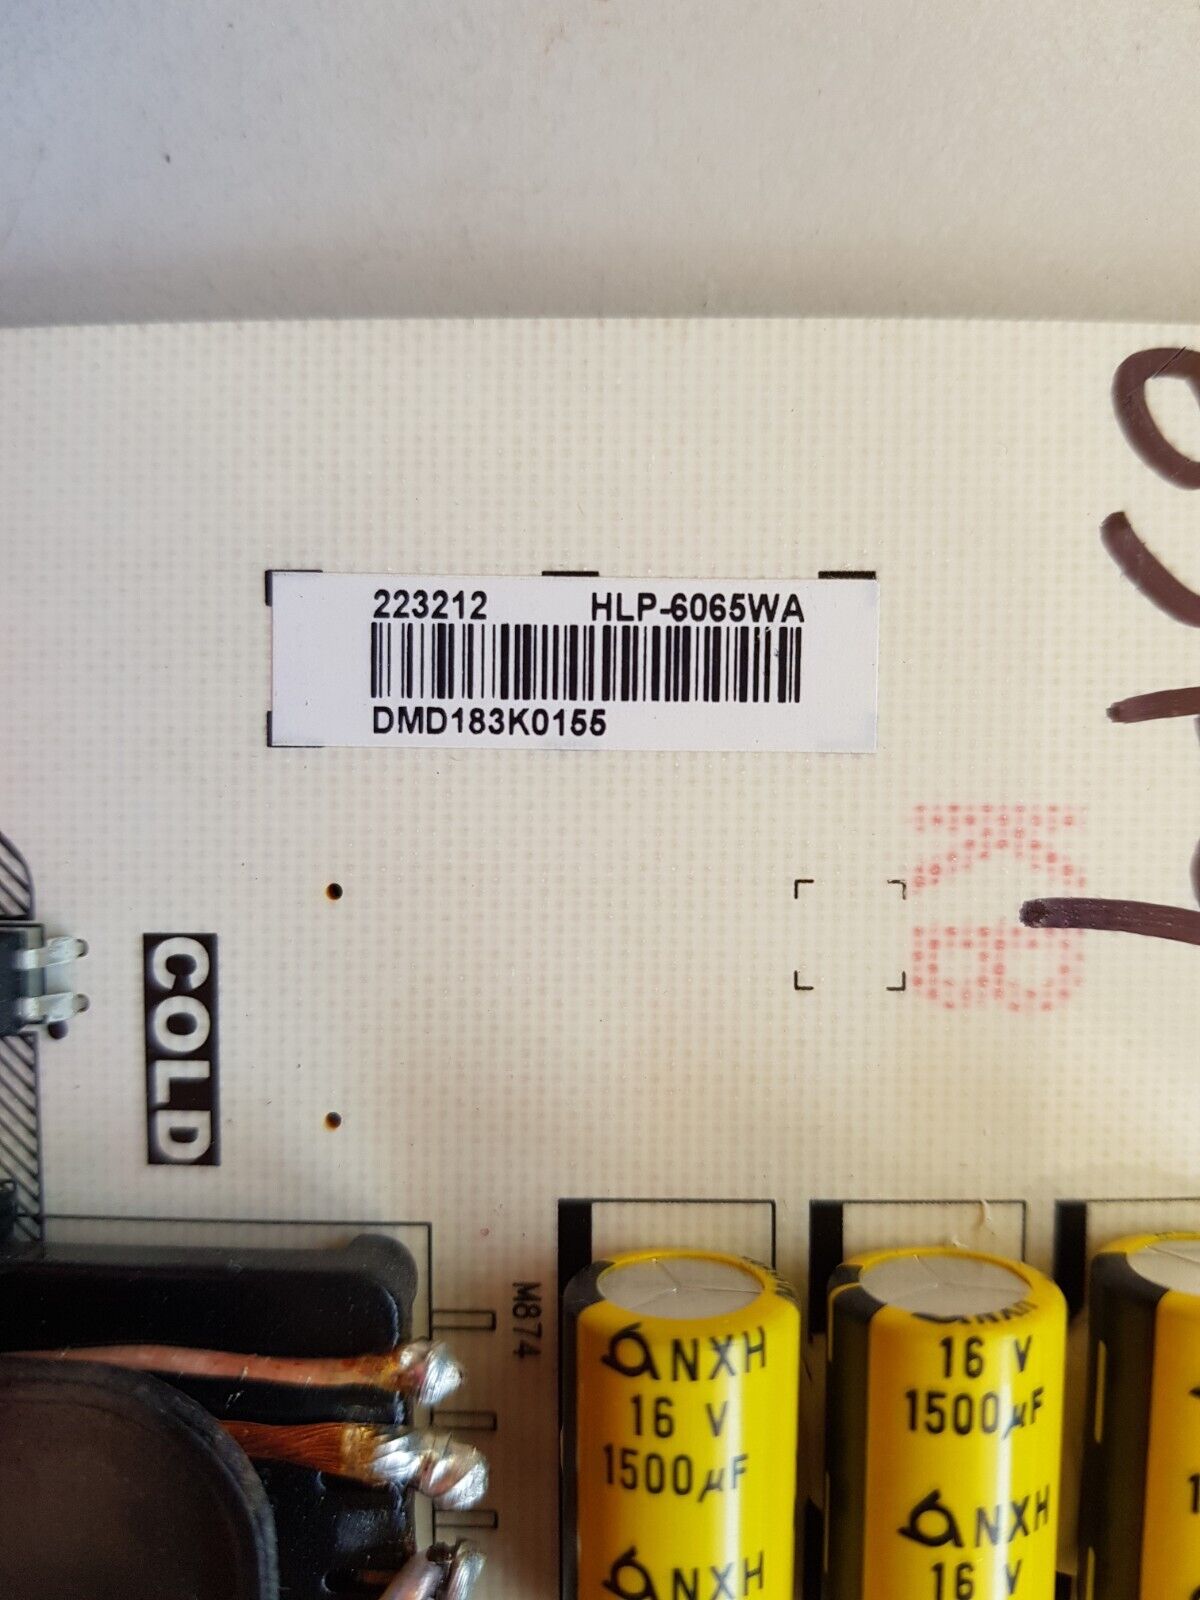 223212 HLP-6065WA
DMD183K0155
COLD
M874
NXH
16 V
1500µF
NXH
16 V
1500µF
NXH
16 V